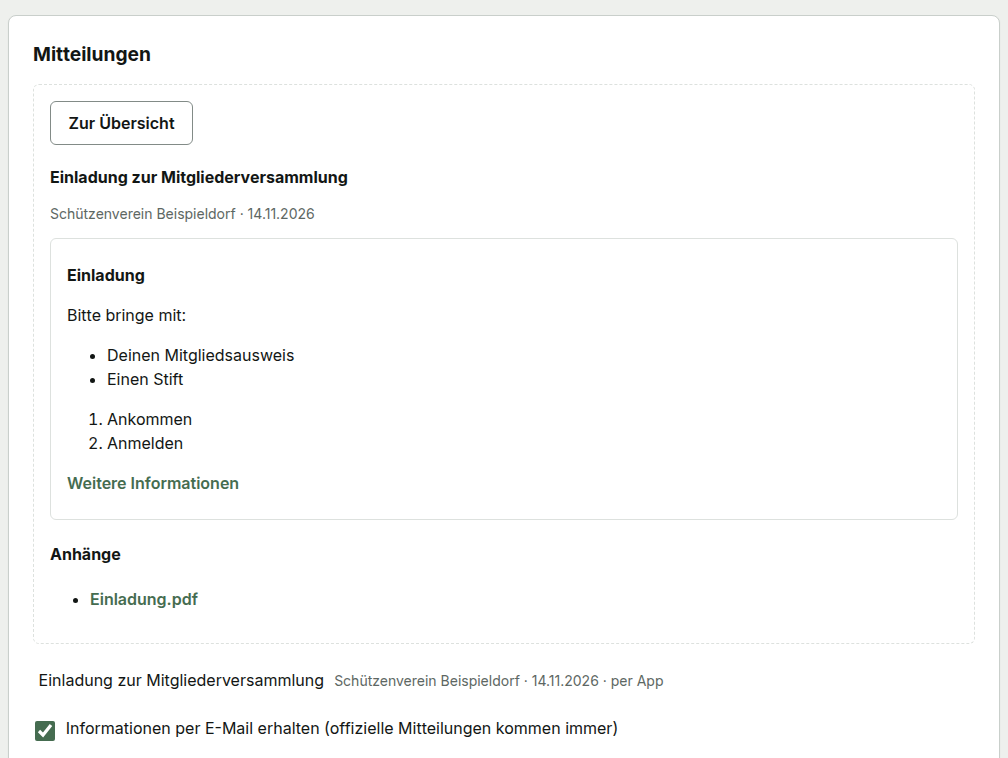 Mitteilungen
Zur Übersicht
Einladung zur Mitgliederversammlung
Schützenverein Beispieldorf · 14.11.2026
Einladung
Bitte bringe mit:
• Deinen Mitgliedsausweis
• Einen Stift
1. Ankommen
2. Anmelden
Weitere Informationen
Anhänge
• Einladung.pdf
Einladung zur Mitgliederversammlung Schützenverein Beispieldorf · 14.11.2026 · per App
Informationen per E-Mail erhalten (offizielle Mitteilungen kommen immer)